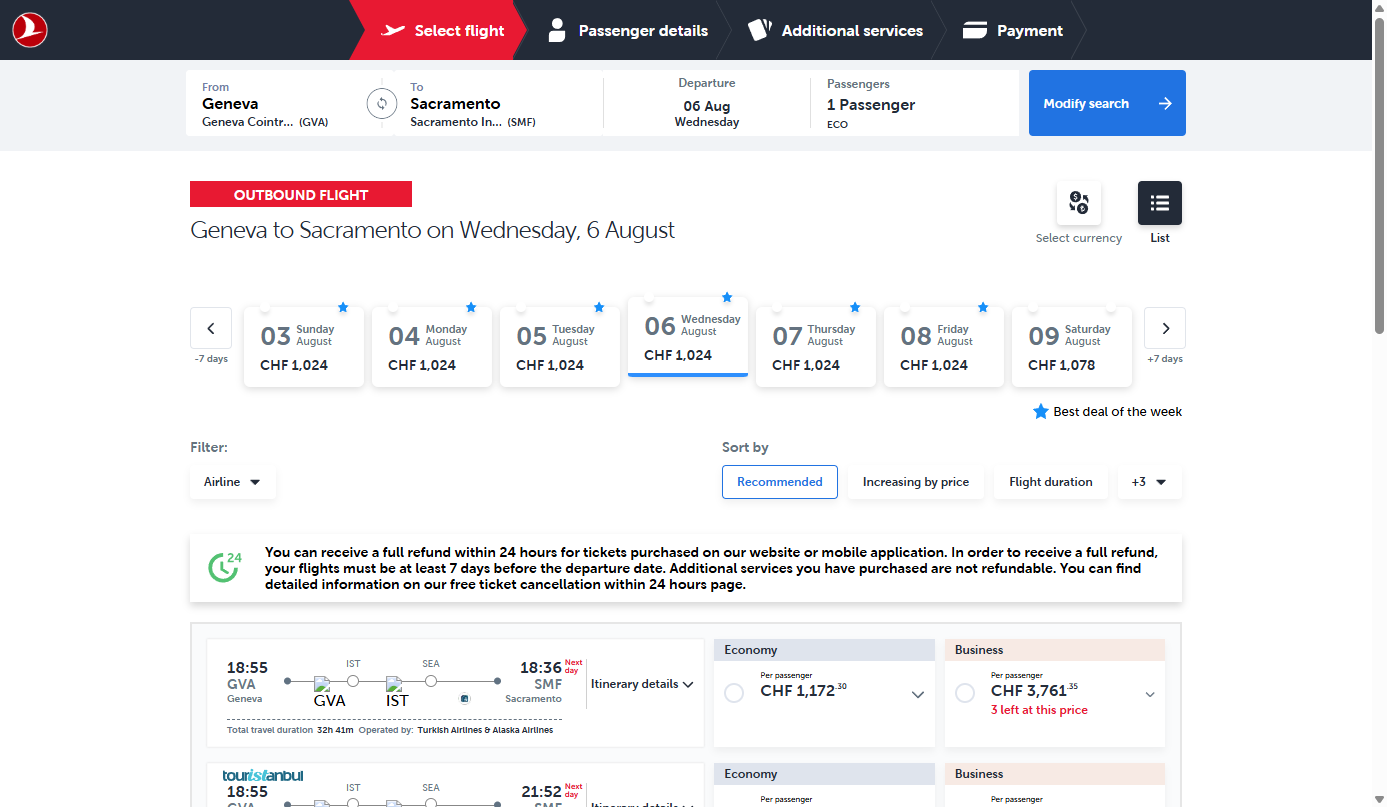 Select flight
Passenger details
Additional services
Payment
From
Geneva
Geneva Cointr... (GVA)
To
Sacramento
Sacramento In... (SMF)
Departure
06 Aug
Wednesday
Passengers
1 Passenger
ECO
Modify search
OUTBOUND FLIGHT
Geneva to Sacramento on Wednesday, 6 August
Select currency
List
-7 days
03 Sunday August
CHF 1,024
04 Monday August
CHF 1,024
05 Tuesday August
CHF 1,024
06 Wednesday August
CHF 1,024
07 Thursday August
CHF 1,024
08 Friday August
CHF 1,024
09 Saturday August
CHF 1,078
+7 days
Best deal of the week
Filter:
Airline
Sort by
Recommended
Increasing by price
Flight duration
+3
24
You can receive a full refund within 24 hours for tickets purchased on our website or mobile application. In order to receive a full refund,
your flights must be at least 7 days before the departure date. Additional services you have purchased are not refundable. You can find
detailed information on our free ticket cancellation within 24 hours page.
18:55
GVA
Geneva
IST
SEA
GVA
IST
18:36 Next day
SMF
Sacramento
Itinerary details
Total travel duration 32h 41m Operated by: Turkish Airlines & Alaska Airlines
Economy
Per passenger
CHF 1,172.30
Business
Per passenger
CHF 3,761.35
3 left at this price
touristanbul
18:55
GVA
IST
SEA
21:52 Next day
SMF
Itinerary details
Economy
Per passenger
Business
Per passenger